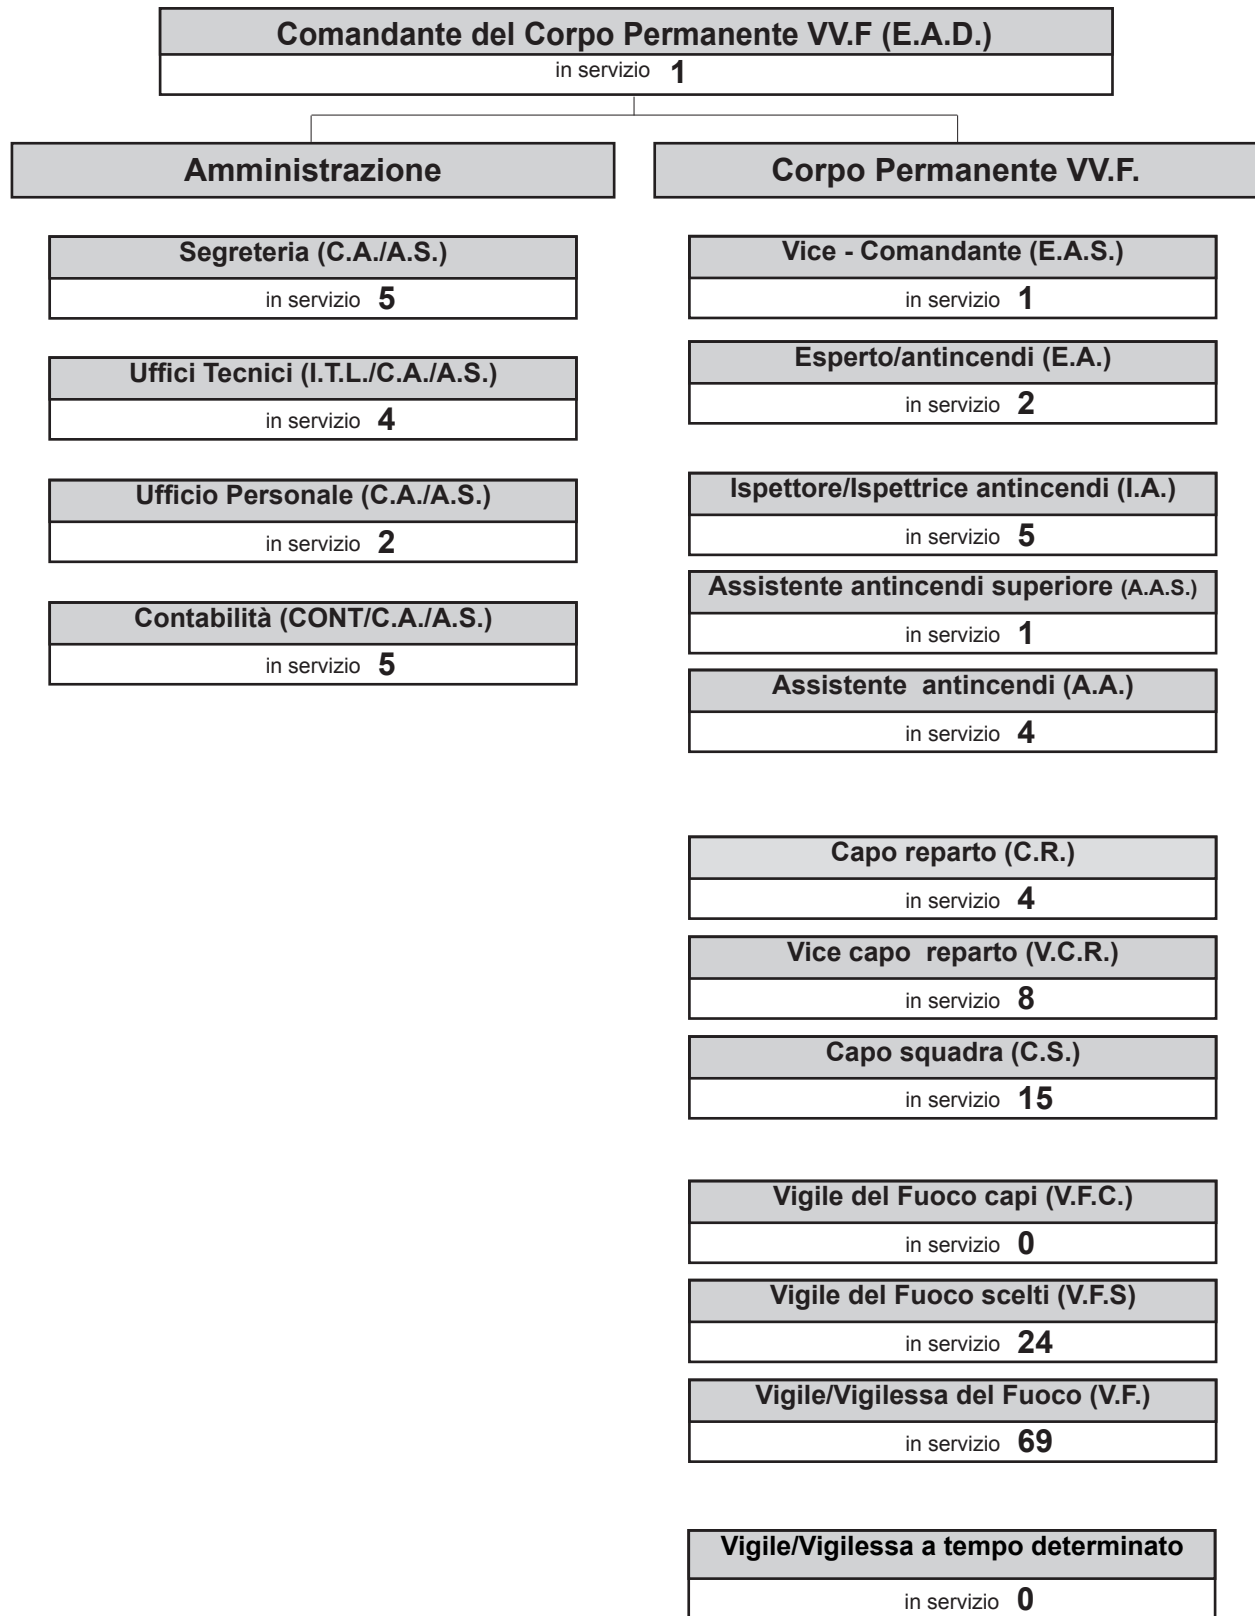 Comandante del Corpo Permanente VV.F (E.A.D.)
in servizio 1
Amministrazione
Segreteria (C.A./A.S.)
in servizio 5
Uffici Tecnici (I.T.L./C.A./A.S.)
in servizio 4
Ufficio Personale (C.A./A.S.)
in servizio 2
Contabilità (CONT/C.A./A.S.)
in servizio 5
Corpo Permanente VV.F.
Vice - Comandante (E.A.S.)
in servizio 1
Esperto/antincendi (E.A.)
in servizio 2
Ispettore/Ispettrice antincendi (I.A.)
in servizio 5
Assistente antincendi superiore (A.A.S.)
in servizio 1
Assistente antincendi (A.A.)
in servizio 4
Capo reparto (C.R.)
in servizio 4
Vice capo reparto (V.C.R.)
in servizio 8
Capo squadra (C.S.)
in servizio 15
Vigile del Fuoco capi (V.F.C.)
in servizio 0
Vigile del Fuoco scelti (V.F.S)
in servizio 24
Vigile/Vigilessa del Fuoco (V.F.)
in servizio 69
Vigile/Vigilessa a tempo determinato
in servizio 0